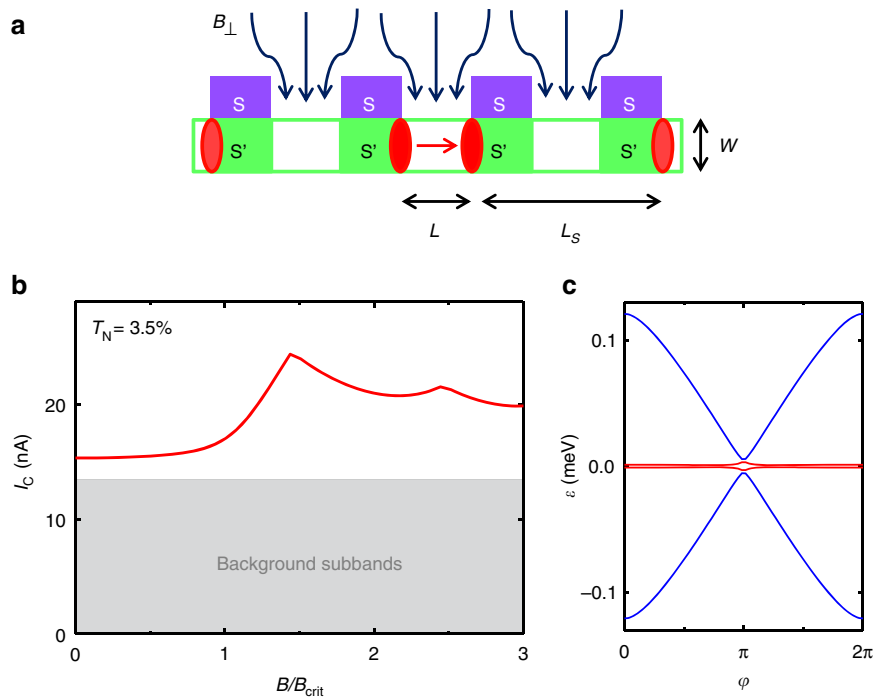 a
B⊥
S S S S
S' S' S' S'
W
L
L_S
b
T_N = 3.5%
20
10
0
I_C (nA)
Background subbands
0 1 2 3
B/B_crit
c
0.1
0.0
−0.1
ε (meV)
0 π 2π
φ